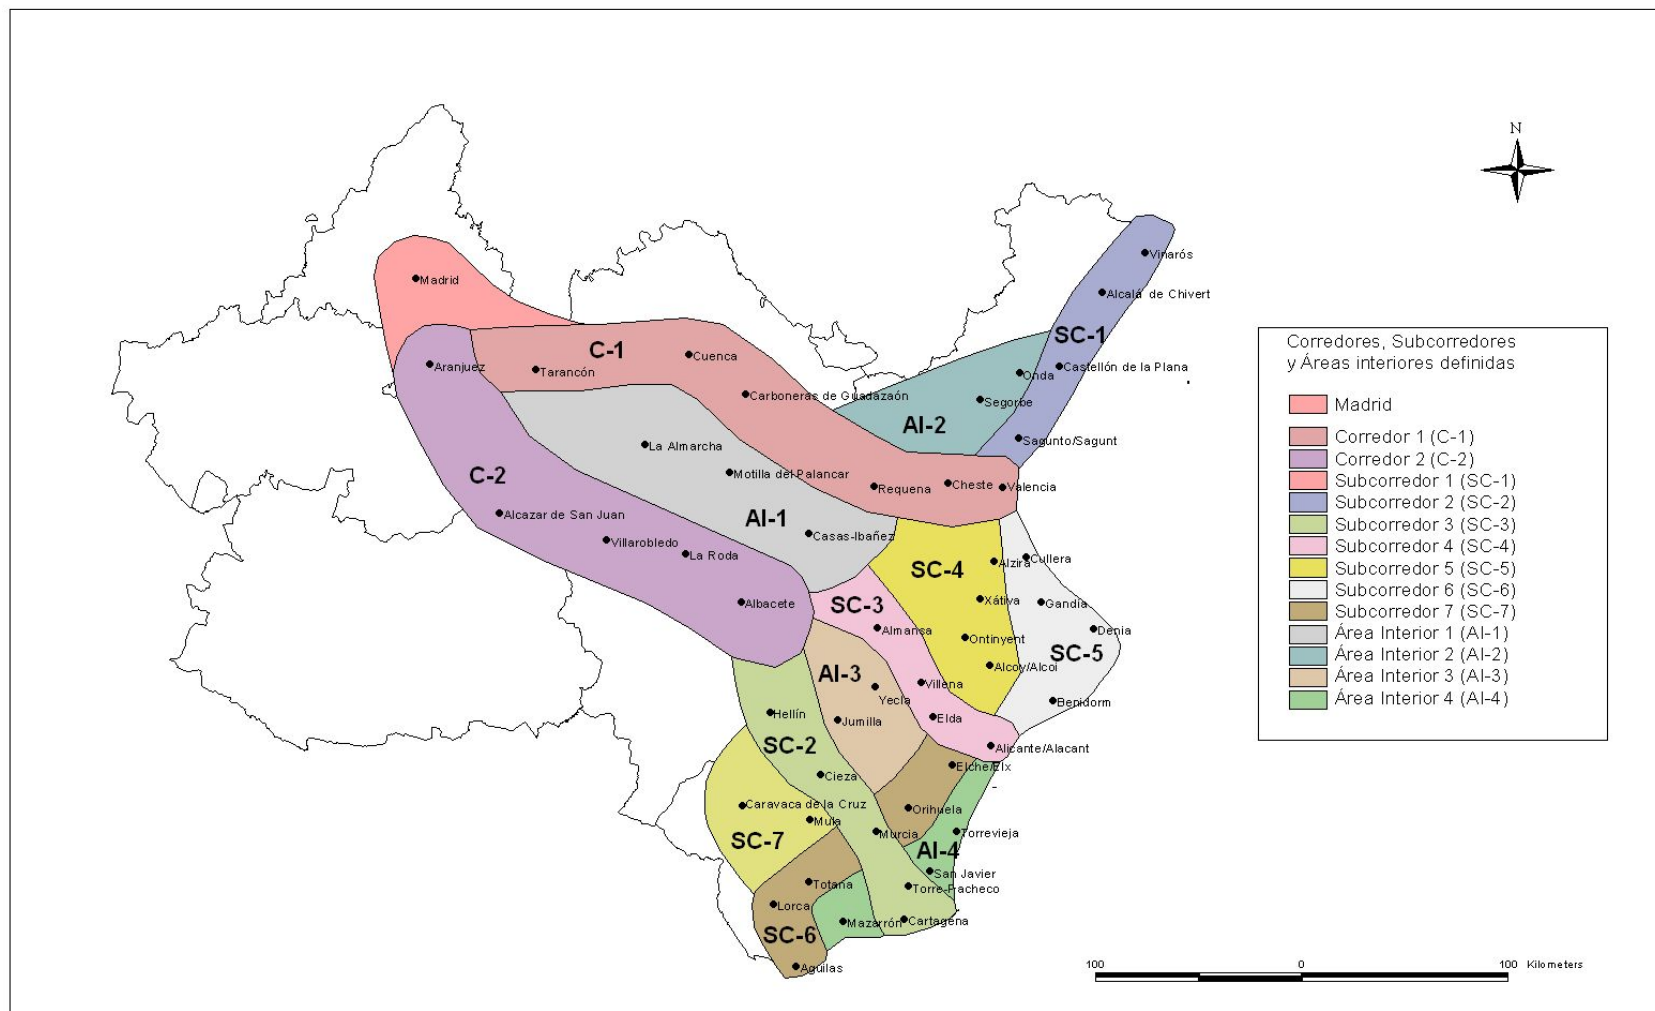 N
Vinarós
Madrid
Alcalá de Chivert
SC-1
C-1
Cuenca
Aranjuez
Tarancón
Castellón de la Plana
Onda
Carboneras de Guadazaón
Segorbe
AI-2
Sagunto/Sagunt
La Almarcha
C-2
Motilla del Palancar
Requena
Cheste
Valencia
Alcazar de San Juan
AI-1
Casas-Ibañez
Villarobledo
La Roda
Cullera
Alzira
SC-4
Albacete
SC-3
Xátiva
Gandía
Almansa
Denia
Ontinyent
SC-5
Alcoy/Alcoi
AI-3
Villena
Yecla
Benidorm
Hellín
Jumilla
Elda
SC-2
Alicante/Alacant
Elche/Elx
Cieza
Caravaca de la Cruz
Orihuela
Mula
Murcia
Torrevieja
SC-7
AI-4
San Javier
Totana
Torre-Pacheco
Lorca
Mazarrón
Cartagena
SC-6
Aguilas
Corredores, Subcorredores
y Áreas interiores definidas
Madrid
Corredor 1 (C-1)
Corredor 2 (C-2)
Subcorredor 1 (SC-1)
Subcorredor 2 (SC-2)
Subcorredor 3 (SC-3)
Subcorredor 4 (SC-4)
Subcorredor 5 (SC-5)
Subcorredor 6 (SC-6)
Subcorredor 7 (SC-7)
Área Interior 1 (AI-1)
Área Interior 2 (AI-2)
Área Interior 3 (AI-3)
Área Interior 4 (AI-4)
100 0 100 Kilometers